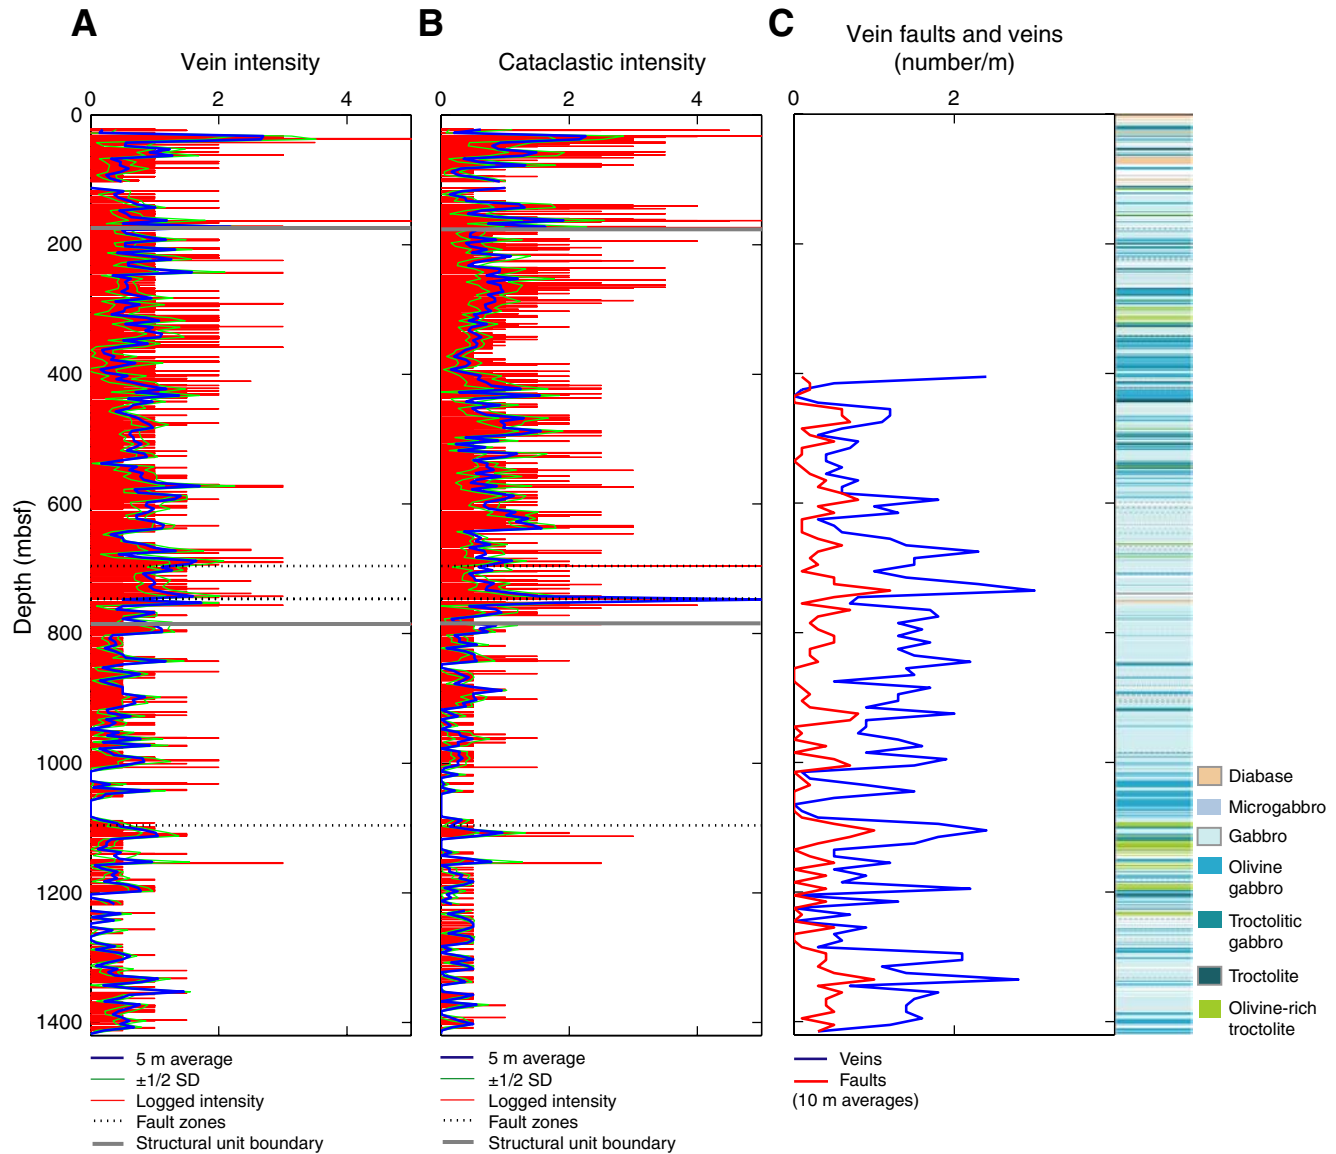 A
B
C
Vein intensity
Cataclastic intensity
Vein faults and veins
(number/m)
0 2 4
0 2 4
0 2
Depth (mbsf)
0
200
400
600
800
1000
1200
1400
5 m average
±1/2 SD
Logged intensity
Fault zones
Structural unit boundary
5 m average
±1/2 SD
Logged intensity
Fault zones
Structural unit boundary
Veins
Faults
(10 m averages)
Diabase
Microgabbro
Gabbro
Olivine
gabbro
Troctolitic
gabbro
Troctolite
Olivine-rich
troctolite